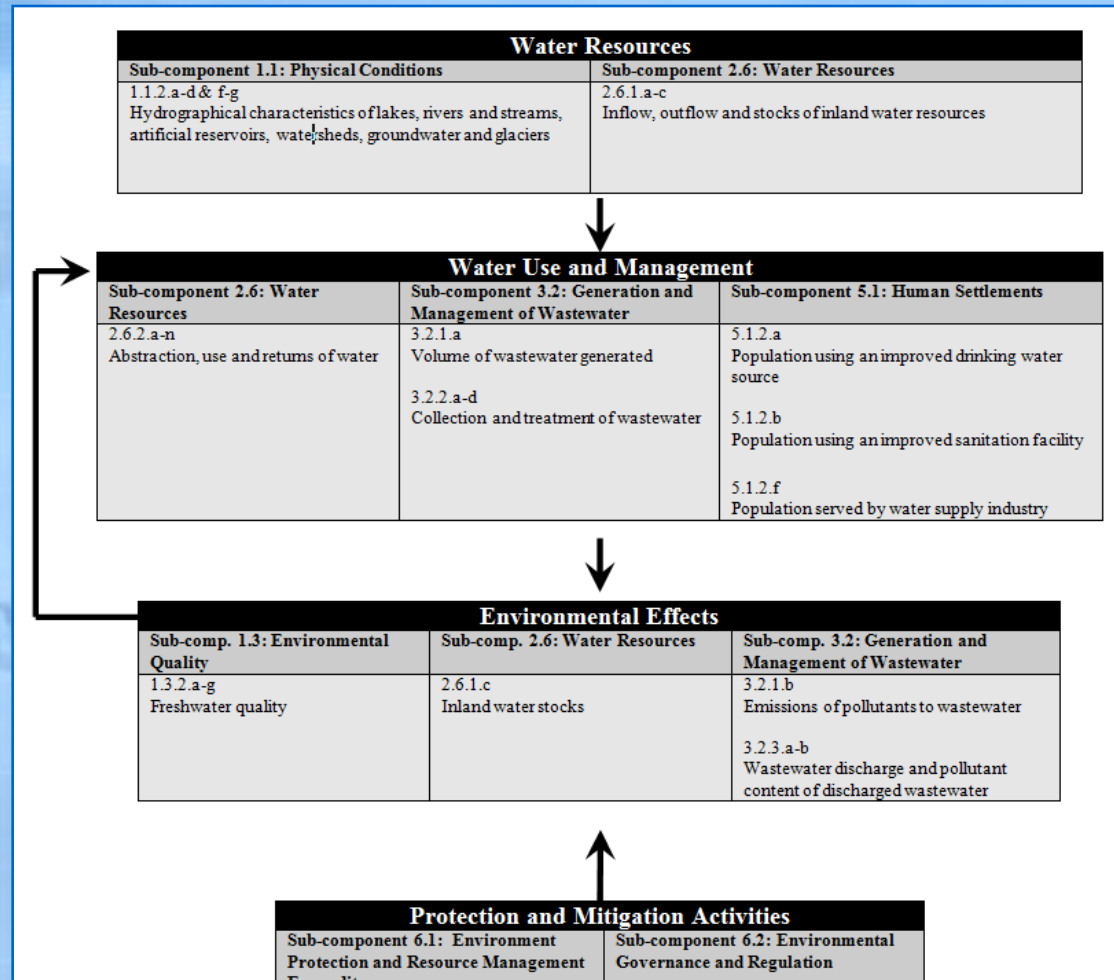 Water Resources
Sub-component 1.1: Physical Conditions
1.1.2.a-d & f-g
Hydrographical characteristics of lakes, rivers and streams,
artificial reservoirs, watersheds, groundwater and glaciers
Sub-component 2.6: Water Resources
2.6.1.a-c
Inflow, outflow and stocks of inland water resources
Water Use and Management
Sub-component 2.6: Water
Resources
2.6.2.a-n
Abstraction, use and returns of water
Sub-component 3.2: Generation and
Management of Wastewater
3.2.1.a
Volume of wastewater generated
3.2.2.a-d
Collection and treatment of wastewater
Sub-component 5.1: Human Settlements
5.1.2.a
Population using an improved drinking water
source
5.1.2.b
Population using an improved sanitation facility
5.1.2.f
Population served by water supply industry
Environmental Effects
Sub-comp. 1.3: Environmental
Quality
1.3.2.a-g
Freshwater quality
Sub-comp. 2.6: Water Resources
2.6.1.c
Inland water stocks
Sub-comp. 3.2: Generation and
Management of Wastewater
3.2.1.b
Emissions of pollutants to wastewater
3.2.3.a-b
Wastewater discharge and pollutant
content of discharged wastewater
Protection and Mitigation Activities
Sub-component 6.1: Environment
Protection and Resource Management
Sub-component 6.2: Environmental
Governance and Regulation